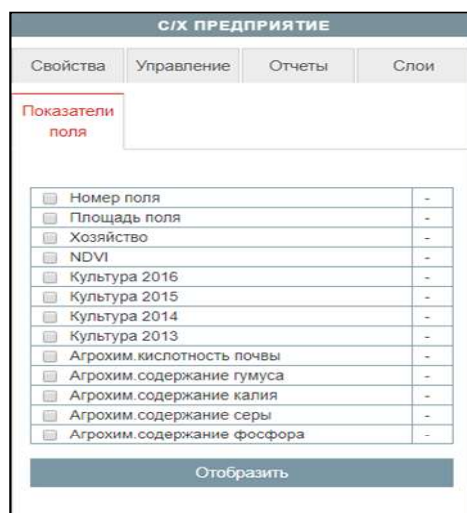 С/Х ПРЕДПРИЯТИЕ
Свойства Управление Отчеты Слои
Показатели
поля
Номер поля -
Площадь поля -
Хозяйство -
NDVI -
Культура 2016 -
Культура 2015 -
Культура 2014 -
Культура 2013 -
Агрохим.кислотность почвы -
Агрохим.содержание гумуса -
Агрохим.содержание калия -
Агрохим.содержание серы -
Агрохим.содержание фосфора -
Отобразить